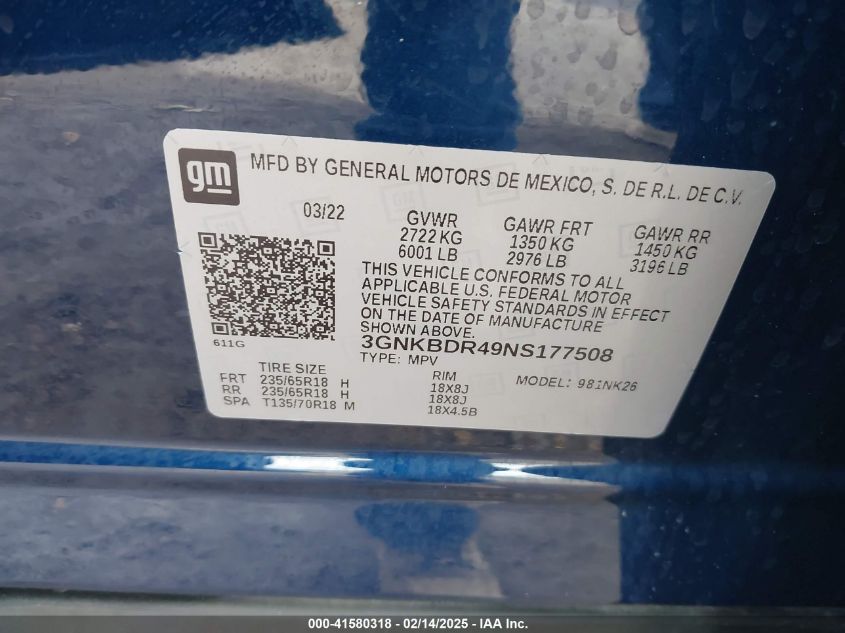 gm
MFD BY GENERAL MOTORS DE MEXICO, S. DE R.L. DE C.V.
03/22
GVWR GAWR FRT GAWR RR
2722 KG 1350 KG 1450 KG
6001 LB 2976 LB 3196 LB
THIS VEHICLE CONFORMS TO ALL
APPLICABLE U.S. FEDERAL MOTOR
VEHICLE SAFETY STANDARDS IN EFFECT
ON THE DATE OF MANUFACTURE
SHOWN ABOVE.
611G
3GNKBDR49NS177508
TYPE: MPV
TIRE SIZE RIM MODEL: 981NK26
FRT 235/65R18 H 18X8J
RR 235/65R18 H 18X8J
SPA T135/70R18 M 18X4.5B
000-41580318 - 02/14/2025 - IAA Inc.